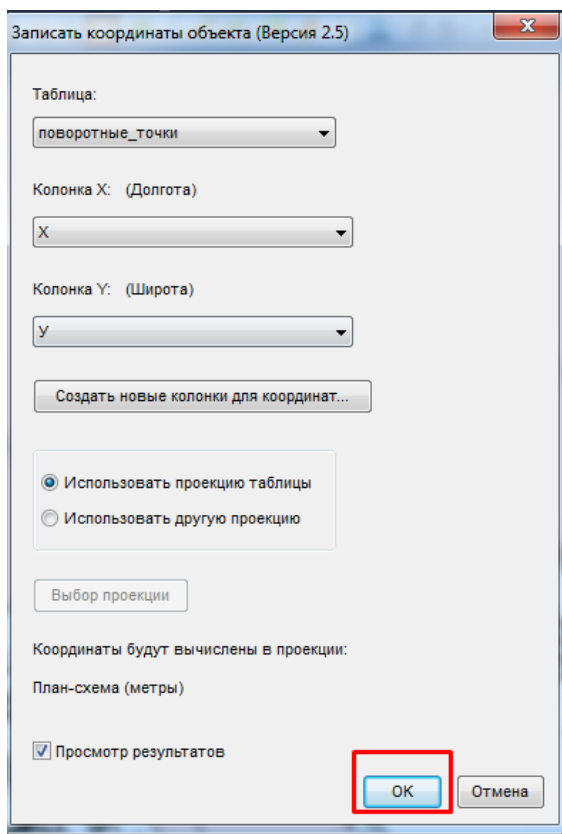 Записать координаты объекта (Версия 2.5)
Таблица:
поворотные_точки
Колонка X: (Долгота)
X
Колонка Y: (Широта)
У
Создать новые колонки для координат...
Использовать проекцию таблицы
Использовать другую проекцию
Выбор проекции
Координаты будут вычислены в проекции:
План-схема (метры)
Просмотр результатов
OK Отмена